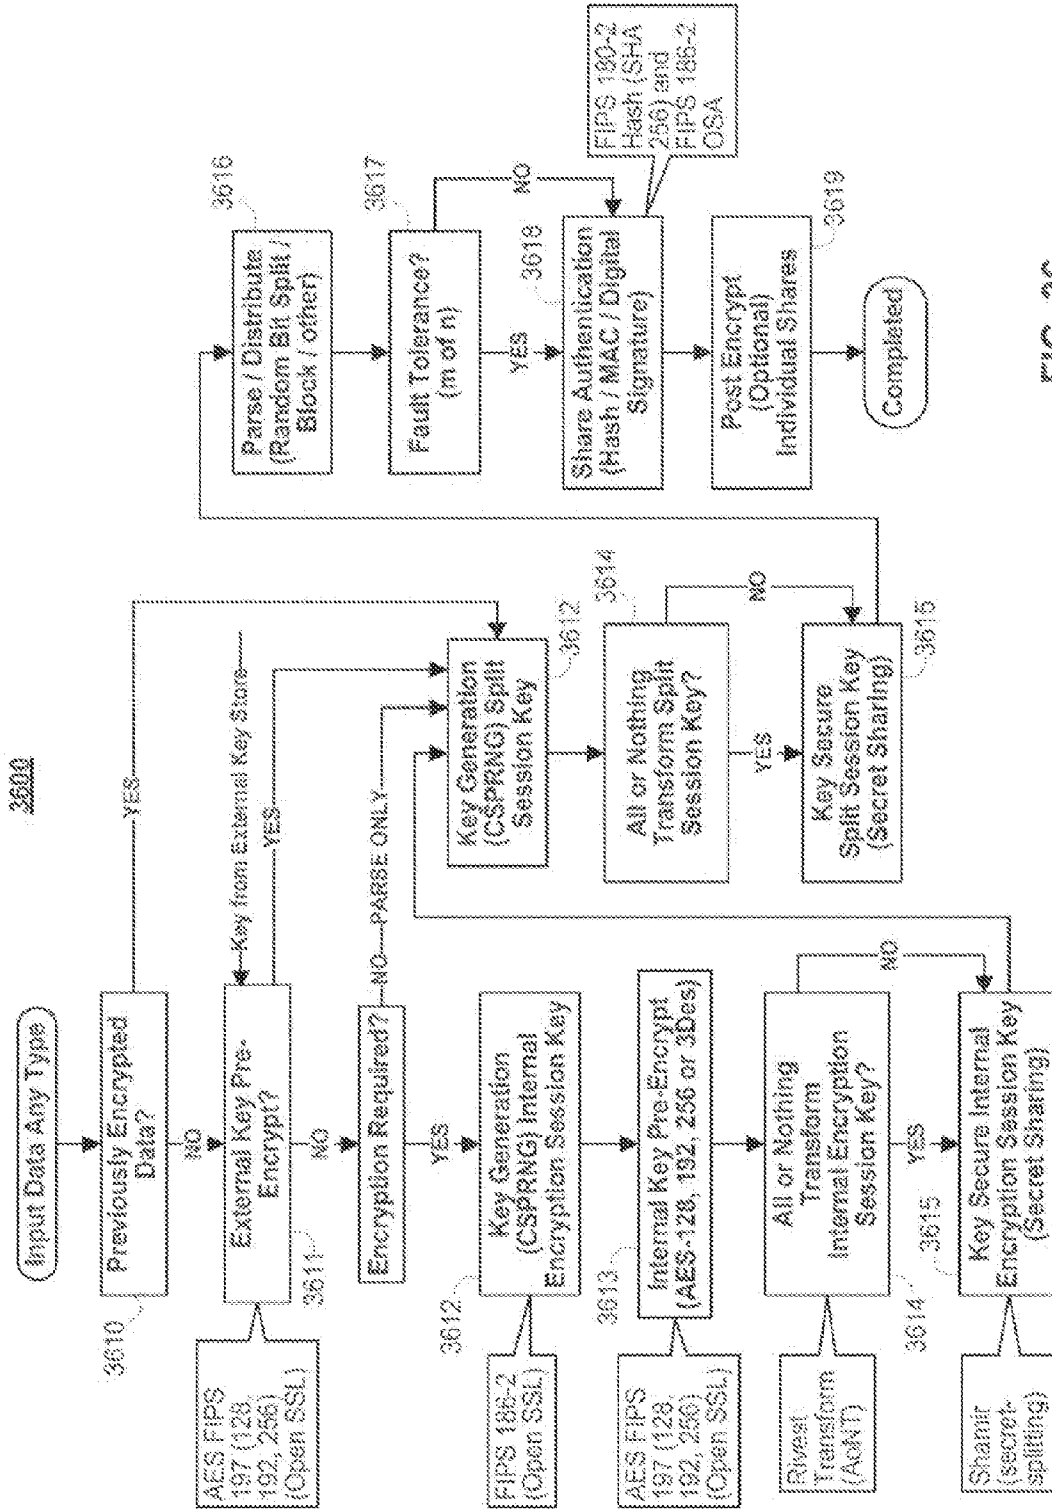 3600
Input Data Any Type
Previously Encrypted
Data?
3610
YES
NO
External Key Pre-
Encrypt?
3611
AES FIPS
197 (128,
192, 256)
(Open SSL)
Key from External Key Store
YES
NO
Encryption Required?
NO
PARSE ONLY
YES
Key Generation
(CSPRNG) Internal
Encryption Session Key
3612
FIPS 186-2
(Open SSL)
Internal Key Pre-Encrypt
(AES-128, 192, 256 or 3Des)
3613
AES FIPS
197 (128,
192, 256)
(Open SSL)
All or Nothing
Transform
Internal Encryption
Session Key?
3614
Rivest
Transform
(AoNT)
NO
YES
Key Secure Internal
Encryption Session Key
(Secret Sharing)
3615
Shamir
(secret-
splitting)
Key Generation
(CSPRNG) Split
Session Key
3612
All or Nothing
Transform Split
Session Key?
3614
NO
YES
Key Secure
Split Session Key
(Secret Sharing)
3615
Parse / Distribute
(Random Bit Split /
Block / other)
3616
Fault Tolerance?
(m of n)
3617
NO
YES
Share Authentication
(Hash / MAC / Digital
Signature)
3618
FIPS 180-2
Hash (SHA
256) and
FIPS 186-2
OSA
Post Encrypt
(Optional)
Individual Shares
3619
Completed